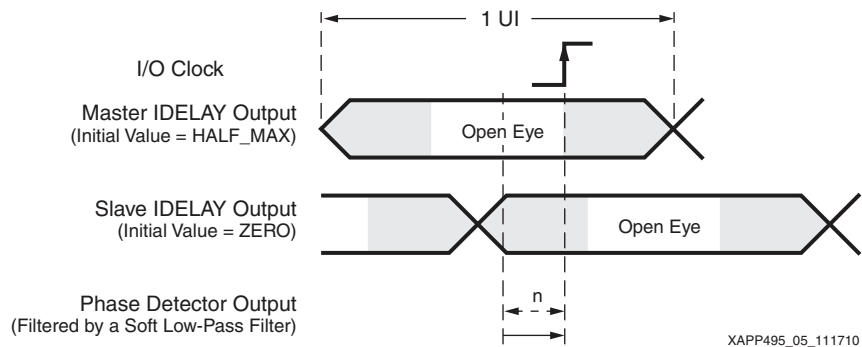 1 UI
I/O Clock
Master IDELAY Output
(Initial Value = HALF_MAX)
Open Eye
Slave IDELAY Output
(Initial Value = ZERO)
Open Eye
Phase Detector Output
(Filtered by a Soft Low-Pass Filter)
n
XAPP495_05_111710